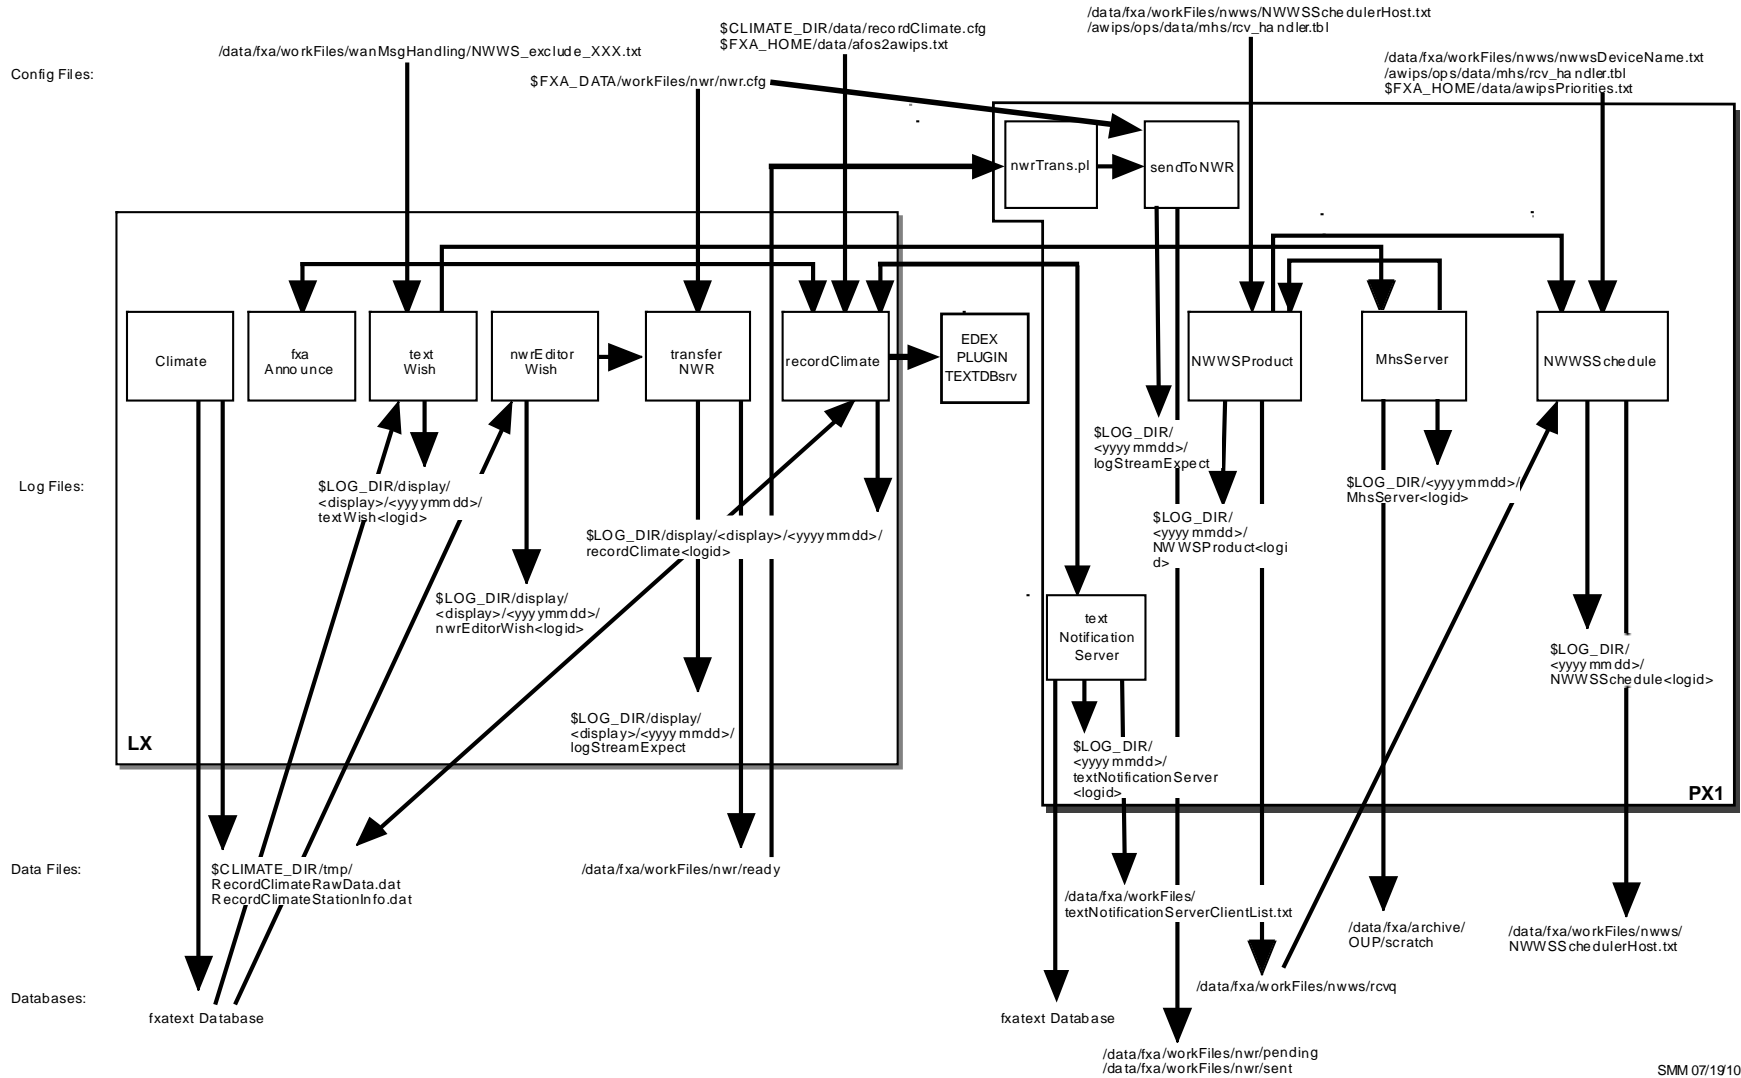 /data/fxa/workFiles/nwws/NWWSSchedulerHost.txt
/awips/ops/data/mhs/rcv_handler.tbl
$CLIMATE_DIR/data/recordClimate.cfg
$FXA_HOME/data/afos2awips.txt
/data/fxa/workFiles/wanMsgHandling/NWWS_exclude_XXX.txt
/data/fxa/workFiles/nwws/nwwsDeviceName.txt
/awips/ops/data/mhs/rcv_handler.tbl
$FXA_HOME/data/awipsPriorities.txt
Config Files:
$FXA_DATA/workFiles/nwr/nwr.cfg
nwrTrans.pl
sendToNWR
Climate
fxa
Announce
text
Wish
nwrEditor
Wish
transfer
NWR
recordClimate
EDEX
PLUGIN
TEXTDBsrv
NWWSProduct
MhsServer
NWWSSchedule
Log Files:
$LOG_DIR/display/
<display>/<yyyymmdd>/
textWish<logid>
$LOG_DIR/display/<display>/<yyyymmdd>/
recordClimate<logid>
$LOG_DIR/
<yyyymmdd>/
logStreamExpect
$LOG_DIR/
<yyyymmdd>/
NWWSProduct<logi
d>
$LOG_DIR/<yyyymmdd>/
MhsServer<logid>
$LOG_DIR/display/
<display>/<yyyymmdd>/
nwrEditorWish<logid>
text
Notification
Server
$LOG_DIR/
<yyyymmdd>/
NWWSSchedule<logid>
$LOG_DIR/display/
<display>/<yyyymmdd>/
logStreamExpect
LX
$LOG_DIR/
<yyyymmdd>/
textNotificationServer
<logid>
PX1
Data Files:
$CLIMATE_DIR/tmp/
RecordClimateRawData.dat
RecordClimateStationInfo.dat
/data/fxa/workFiles/nwr/ready
/data/fxa/workFiles/
textNotificationServerClientList.txt
/data/fxa/archive/
OUP/scratch
/data/fxa/workFiles/nwws/
NWWSSchedulerHost.txt
Databases:
/data/fxa/workFiles/nwws/rcvq
fxatext Database
fxatext Database
/data/fxa/workFiles/nwr/pending
/data/fxa/workFiles/nwr/sent
SMM 07/19/10